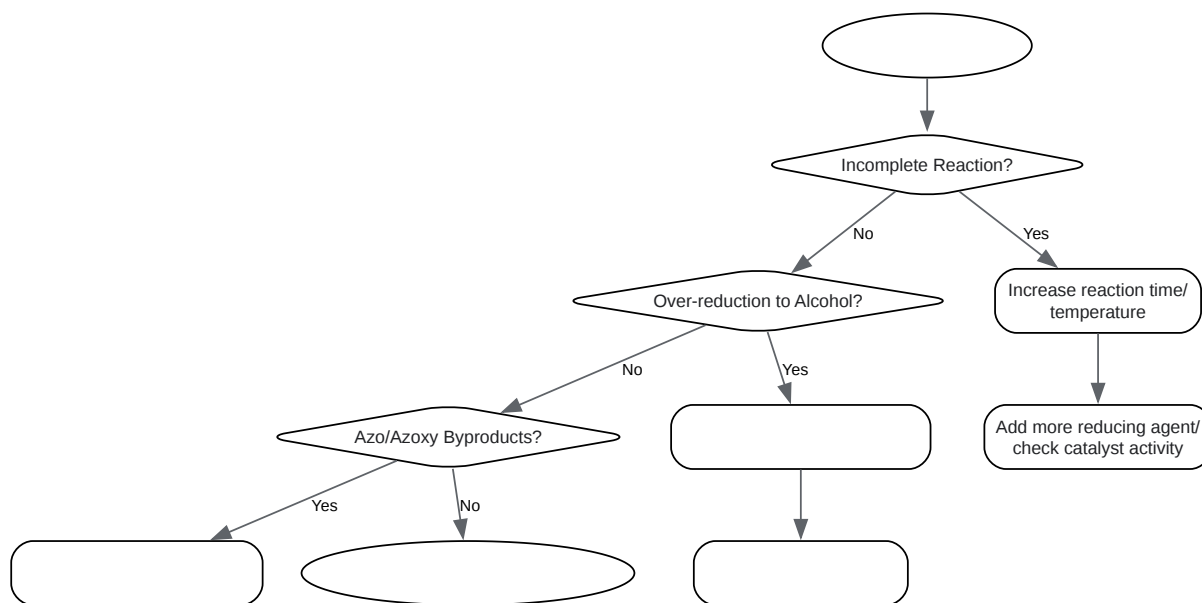 Incomplete Reaction?
No
Yes
Over-reduction to Alcohol?
Increase reaction time/
temperature
No
Yes
Azo/Azoxy Byproducts?
Add more reducing agent/
check catalyst activity
Yes
No